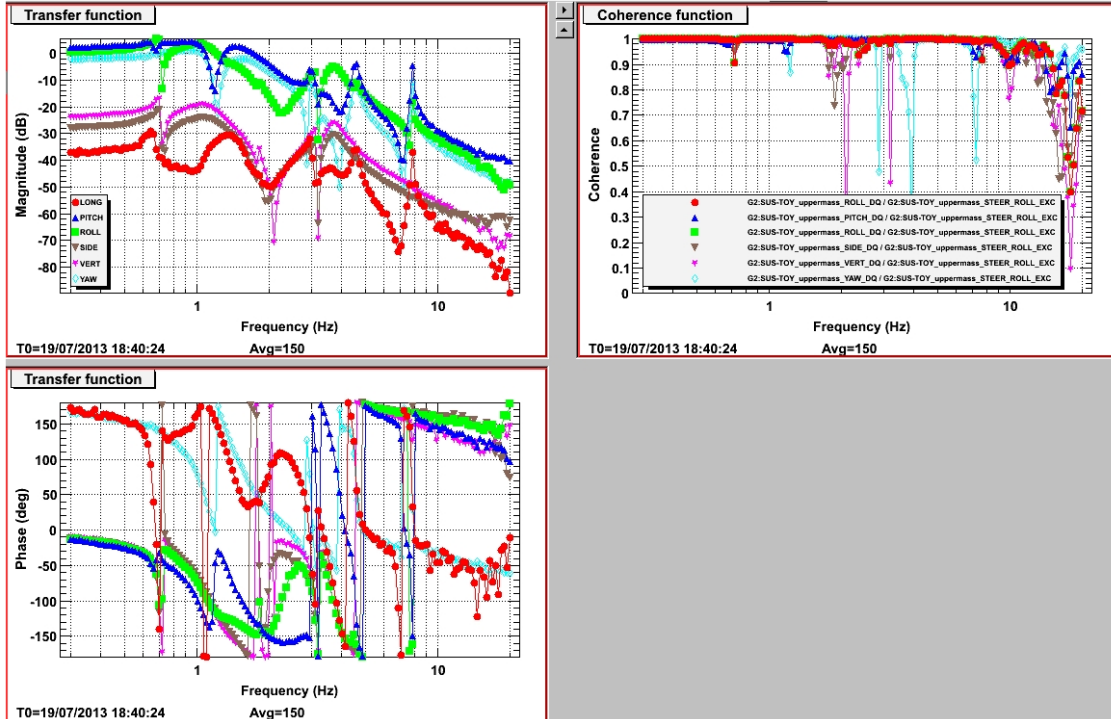 Transfer function
0
-10
-20
-30
-40
-50
-60
-70
-80
Magnitude (dB)
LONG
PITCH
ROLL
SIDE
VERT
YAW
1
10
Frequency (Hz)
T0=19/07/2013 18:40:24
Avg=150
Coherence function
1
0.9
0.8
0.7
0.6
0.5
0.4
0.3
0.2
0.1
0
Coherence
G2:SUS-TOY_uppermass_ROLL_DQ / G2:SUS-TOY_uppermass_STEER_ROLL_EXC
G2:SUS-TOY_uppermass_PITCH_DQ / G2:SUS-TOY_uppermass_STEER_ROLL_EXC
G2:SUS-TOY_uppermass_ROLL_DQ / G2:SUS-TOY_uppermass_STEER_ROLL_EXC
G2:SUS-TOY_uppermass_SIDE_DQ / G2:SUS-TOY_uppermass_STEER_ROLL_EXC
G2:SUS-TOY_uppermass_VERT_DQ / G2:SUS-TOY_uppermass_STEER_ROLL_EXC
G2:SUS-TOY_uppermass_YAW_DQ / G2:SUS-TOY_uppermass_STEER_ROLL_EXC
1
10
Frequency (Hz)
T0=19/07/2013 18:40:24
Avg=150
Transfer function
150
100
50
0
-50
-100
-150
Phase (deg)
1
10
Frequency (Hz)
T0=19/07/2013 18:40:24
Avg=150